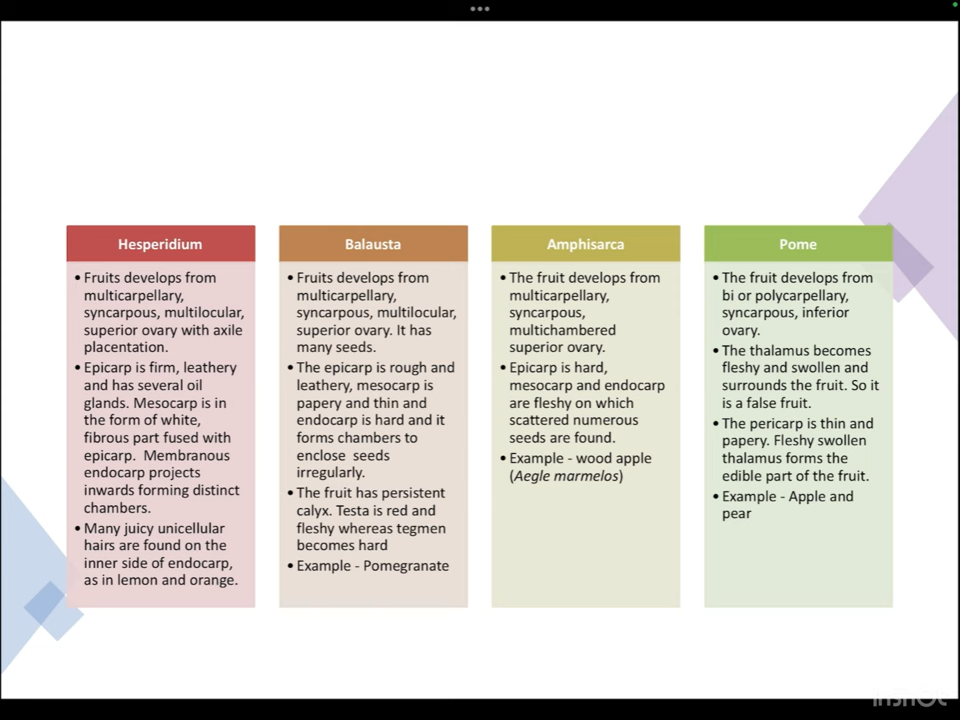 Hesperidium
• Fruits develops from
multicarpellary,
syncarpous, multilocular,
superior ovary with axile
placentation.
• Epicarp is firm, leathery
and has several oil
glands. Mesocarp is in
the form of white,
fibrous part fused with
epicarp. Membranous
endocarp projects
inwards forming distinct
chambers.
• Many juicy unicellular
hairs are found on the
inner side of endocarp,
as in lemon and orange.
Balausta
• Fruits develops from
multicarpellary,
syncarpous, multilocular,
superior ovary. It has
many seeds.
• The epicarp is rough and
leathery, mesocarp is
papery and thin and
endocarp is hard and it
forms chambers to
enclose seeds
irregularly.
• The fruit has persistent
calyx. Testa is red and
fleshy whereas tegmen
becomes hard
• Example - Pomegranate
Amphisarca
• The fruit develops from
multicarpellary,
syncarpous,
multichambered
superior ovary.
• Epicarp is hard,
mesocarp and endocarp
are fleshy on which
scattered numerous
seeds are found.
• Example - wood apple
(Aegle marmelos)
Pome
• The fruit develops from
bi or polycarpellary,
syncarpous, inferior
ovary.
• The thalamus becomes
fleshy and swollen and
surrounds the fruit. So it
is a false fruit.
• The pericarp is thin and
papery. Fleshy swollen
thalamus forms the
edible part of the fruit.
• Example - Apple and
pear
InShOt